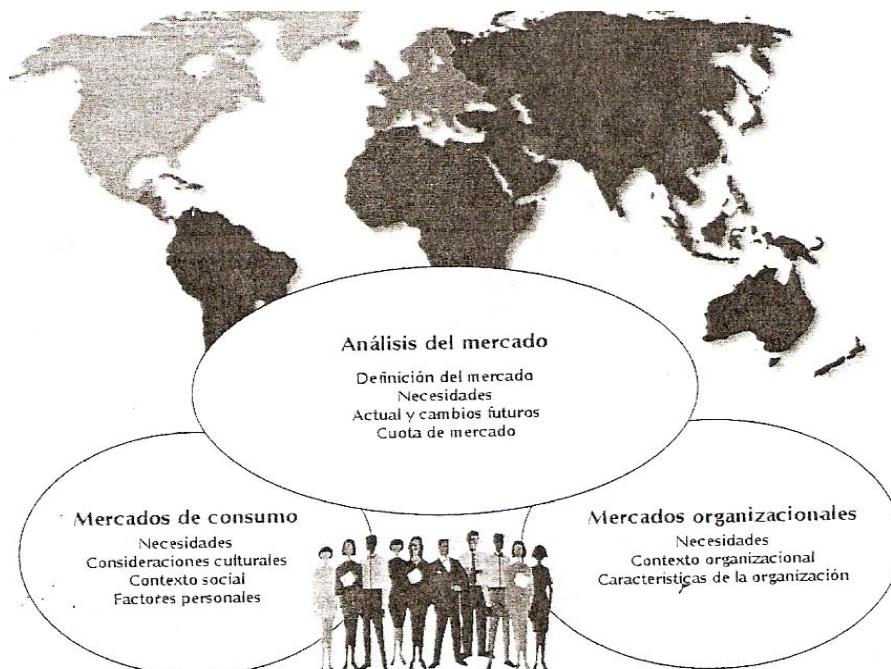 Análisis del mercado
Definición del mercado
Necesidades
Actual y cambios futuros
Cuota de mercado
Mercados de consumo
Necesidades
Consideraciones culturales
Contexto social
Factores personales
Mercados organizacionales
Necesidades
Contexto organizacional
Características de la organización